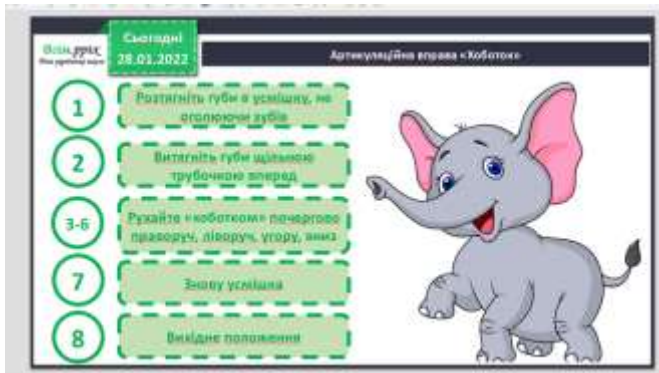 Сьогодні
28.01.2022
Артикуляційна вправа «Хоботок»
1
Розтягніть губи в усмішку, не
оголюючи зубів
2
Витягніть губи щільною
трубочкою вперед
3-6
Рухайте «хоботком» почергово
праворуч, ліворуч, угору, вниз
7
Знову усмішка
8
Вихідне положення